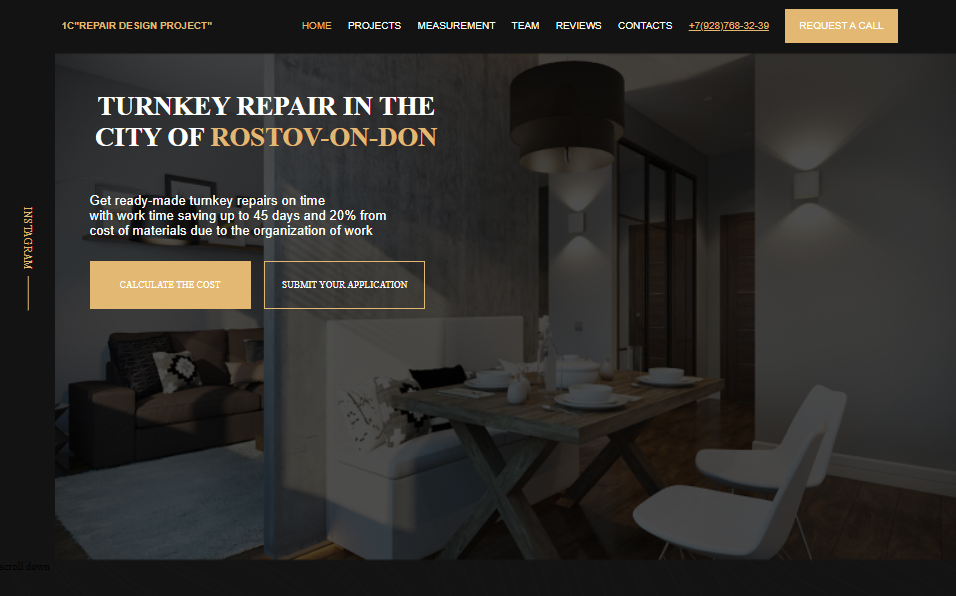 1C"REPAIR DESIGN PROJECT"
HOME PROJECTS MEASUREMENT TEAM REVIEWS CONTACTS +7(928)768-32-39 REQUEST A CALL
TURNKEY REPAIR IN THE
CITY OF ROSTOV-ON-DON
Get ready-made turnkey repairs on time
with work time saving up to 45 days and 20% from
cost of materials due to the organization of work
INSTAGRAM
CALCULATE THE COST
SUBMIT YOUR APPLICATION
scroll down